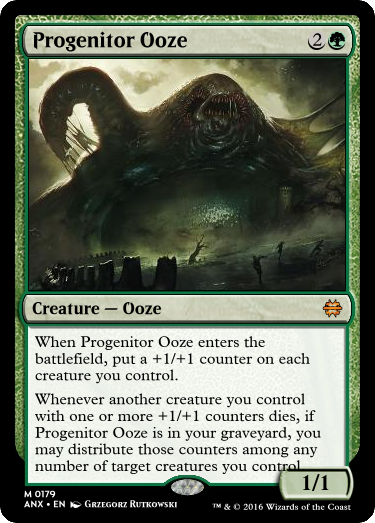 Progenitor Ooze 2
Creature — Ooze
When Progenitor Ooze enters the
battlefield, put a +1/+1 counter on each
creature you control.
Whenever another creature you control
with one or more +1/+1 counters dies, if
Progenitor Ooze is in your graveyard, you
may distribute those counters among any
number of target creatures you control.
1/1
M 0179
ANX • EN Grzegorz Rutkowski
™ & © 2016 Wizards of the Coast